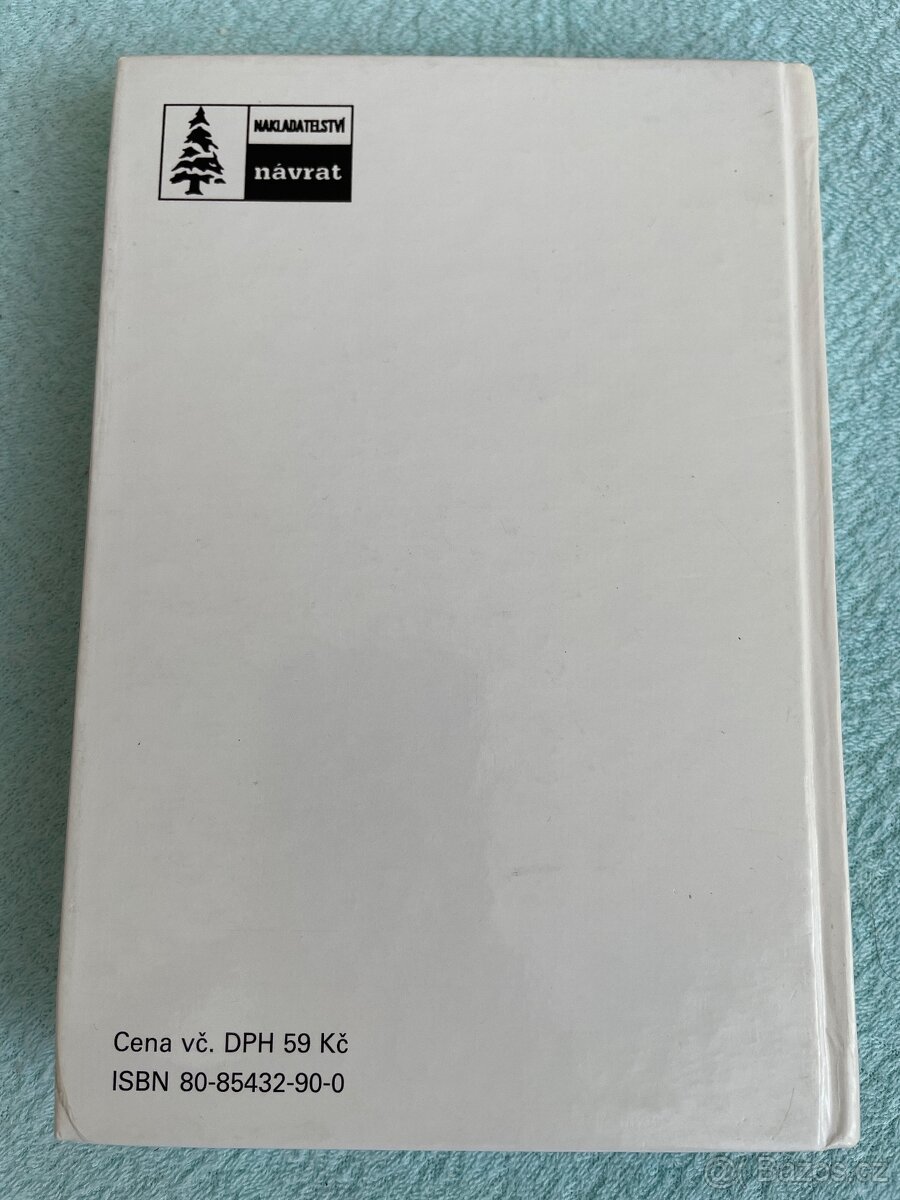 NAKLADATELSTVÍ
návrat
Cena vč. DPH 59 Kč
ISBN 80-85432-90-0
Bazos.cz